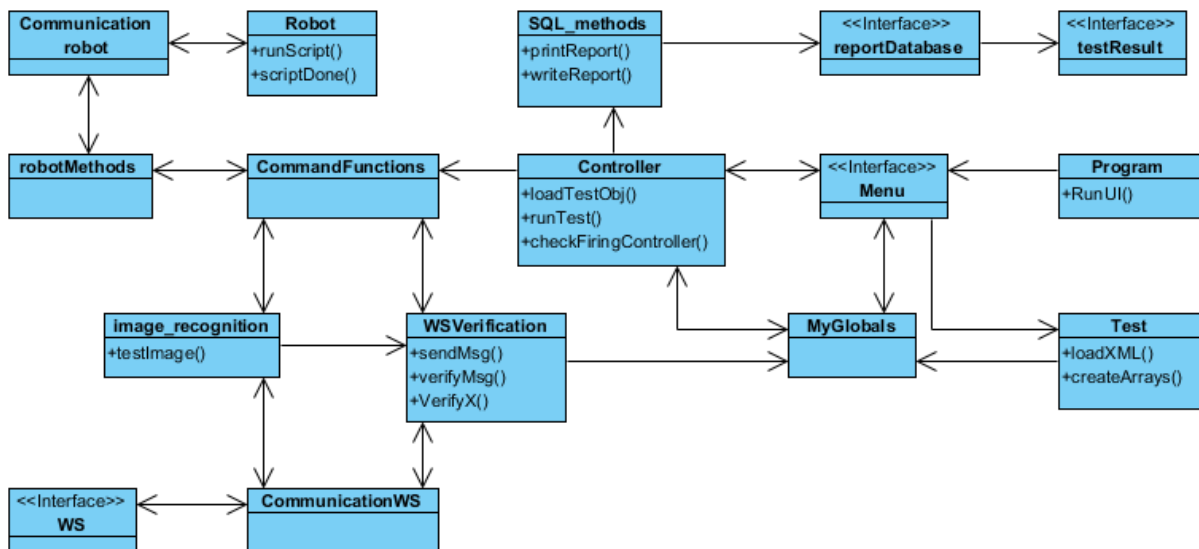 Communication
robot
Robot
+runScript()
+scriptDone()
SQL_methods
+printReport()
+writeReport()
<<Interface>>
reportDatabase
<<Interface>>
testResult
robotMethods
CommandFunctions
Controller
+loadTestObj()
+runTest()
+checkFiringController()
<<Interface>>
Menu
Program
+RunUI()
image_recognition
+testImage()
WSVerification
+sendMsg()
+verifyMsg()
+VerifyX()
MyGlobals
Test
+loadXML()
+createArrays()
<<Interface>>
WS
CommunicationWS